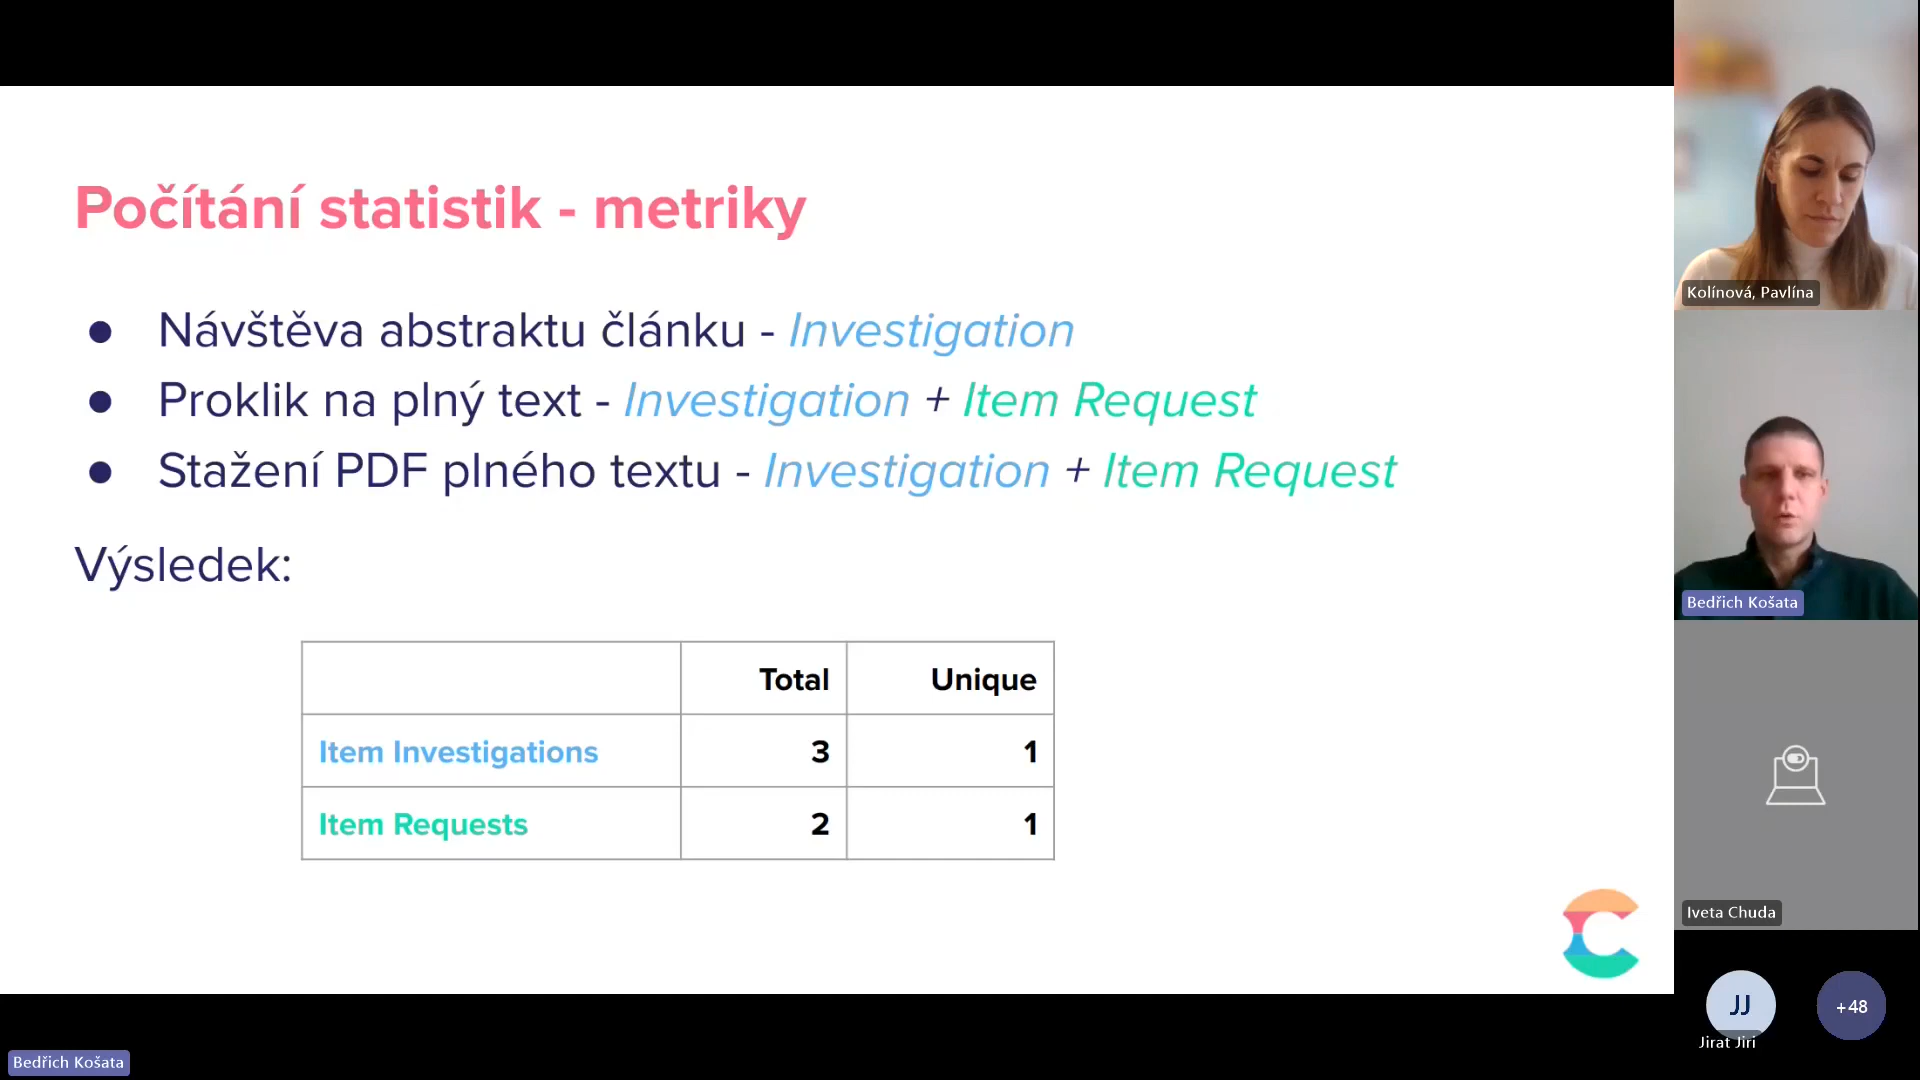 Počítání statistik - metriky
● Návštěva abstraktu článku - Investigation
● Proklik na plný text - Investigation + Item Request
● Stažení PDF plného textu - Investigation + Item Request
Výsledek:
Total Unique
Item Investigations 3 1
Item Requests 2 1
Kolínová, Pavlína
Bedřich Košata
Iveta Chuda
JJ
+48
Jirat Jiri
Bedřich Košata